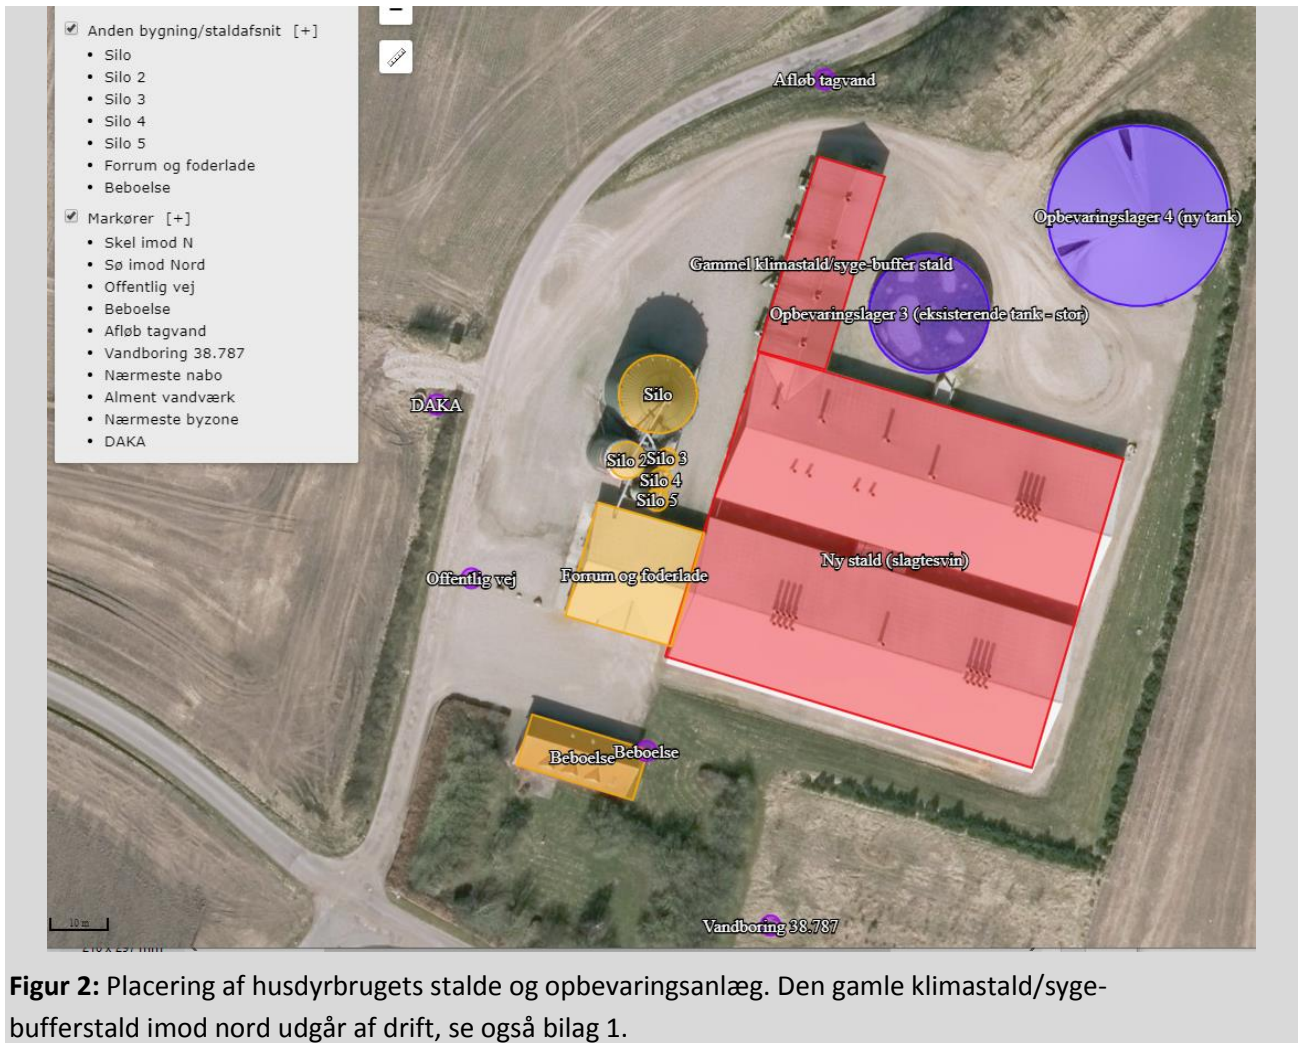 Anden bygning/staldafsnit [+]
• Silo
• Silo 2
• Silo 3
• Silo 4
• Silo 5
• Forrum og foderlade
• Beboelse
Markører [+]
• Skel imod N
• Sø imod Nord
• Offentlig vej
• Beboelse
• Afløb tagvand
• Vandboring 38.787
• Nærmeste nabo
• Alment vandværk
• Nærmeste byzone
• DAKA
Afløb tagvand
Opbevaringslager 4 (ny tank)
Gammel klimastald/syge-buffer stald
Opbevaringslager 3 (eksisterende tank - stor)
Silo
DAKA
Silo 2
Silo 3
Silo 4
Silo 5
Ny stald (slagtesvin)
Forrum og foderlade
Offentlig vej
Beboelse
Beboelse
Vandboring 38.787
10 m
Figur 2: Placering af husdyrbrugets stalde og opbevaringsanlæg. Den gamle klimastald/syge-
bufferstald imod nord udgår af drift, se også bilag 1.